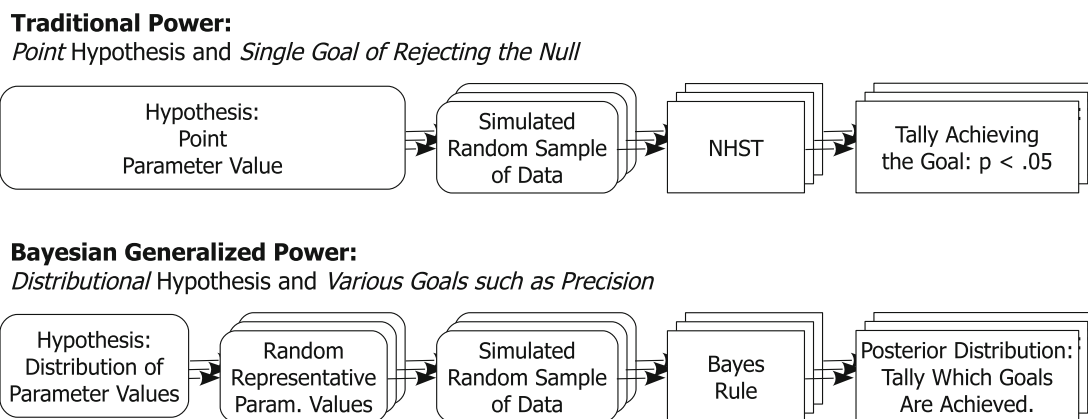 Traditional Power:
Point Hypothesis and Single Goal of Rejecting the Null
Hypothesis:
Point
Parameter Value
Simulated
Random Sample
of Data
NHST
Tally Achieving
the Goal: p < .05
Bayesian Generalized Power:
Distributional Hypothesis and Various Goals such as Precision
Hypothesis:
Distribution of
Parameter Values
Random
Representative
Param. Values
Simulated
Random Sample
of Data
Bayes
Rule
Posterior Distribution:
Tally Which Goals
Are Achieved.